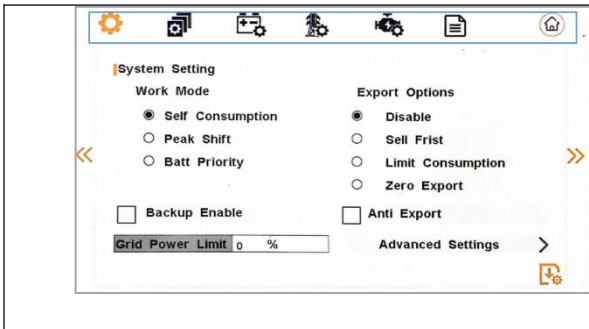 System Setting
Work Mode
Self Consumption
Peak Shift
Batt Priority
Export Options
Disable
Sell Frist
Limit Consumption
Zero Export
Backup Enable
Anti Export
Grid Power Limit 0 %
Advanced Settings